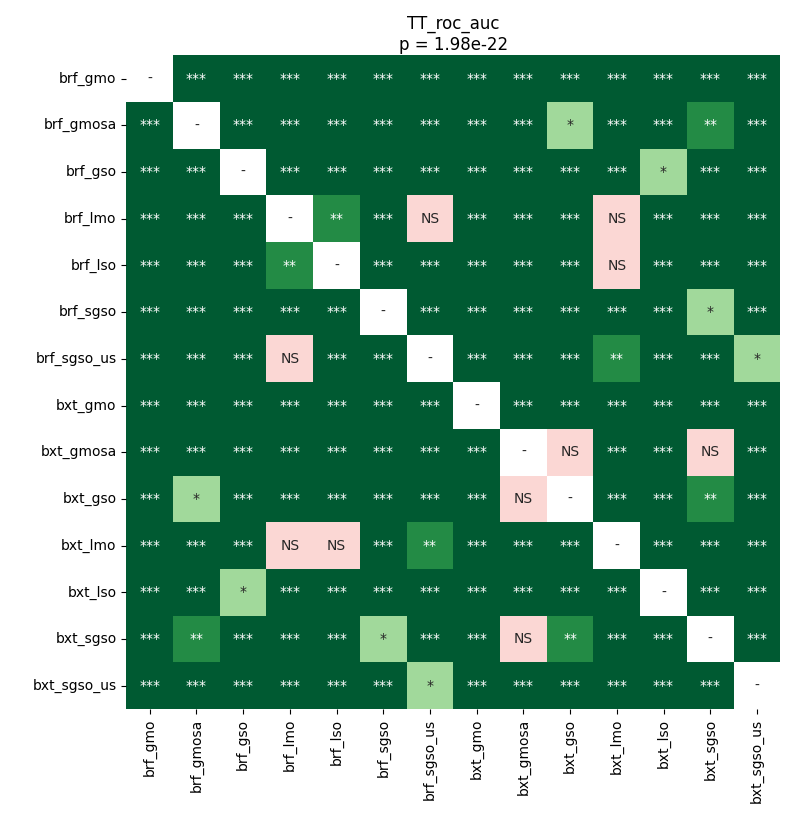 TT_roc_auc
p = 1.98e-22
brf_gmo - *** *** *** *** *** *** *** *** *** *** *** *** ***
brf_gmosa *** - *** *** *** *** *** *** *** * *** *** ** ***
brf_gso *** *** - *** *** *** *** *** *** *** *** * *** ***
brf_lmo *** *** *** - ** *** NS *** *** *** NS *** *** ***
brf_lso *** *** *** ** - *** *** *** *** *** NS *** *** ***
brf_sgso *** *** *** *** *** - *** *** *** *** *** *** * ***
brf_sgso_us *** *** *** NS *** *** - *** *** *** ** *** *** *
bxt_gmo *** *** *** *** *** *** *** - *** *** *** *** *** ***
bxt_gmosa *** *** *** *** *** *** *** *** - NS *** *** NS ***
bxt_gso *** * *** *** *** *** *** *** NS - *** *** ** ***
bxt_lmo *** *** *** NS NS *** ** *** *** *** - *** *** ***
bxt_lso *** *** * *** *** *** *** *** *** *** *** - *** ***
bxt_sgso *** ** *** *** *** * *** *** NS ** *** *** - ***
bxt_sgso_us *** *** *** *** *** *** * *** *** *** *** *** *** -
brf_gmo brf_gmosa brf_gso brf_lmo brf_lso brf_sgso brf_sgso_us bxt_gmo bxt_gmosa bxt_gso bxt_lmo bxt_lso bxt_sgso bxt_sgso_us